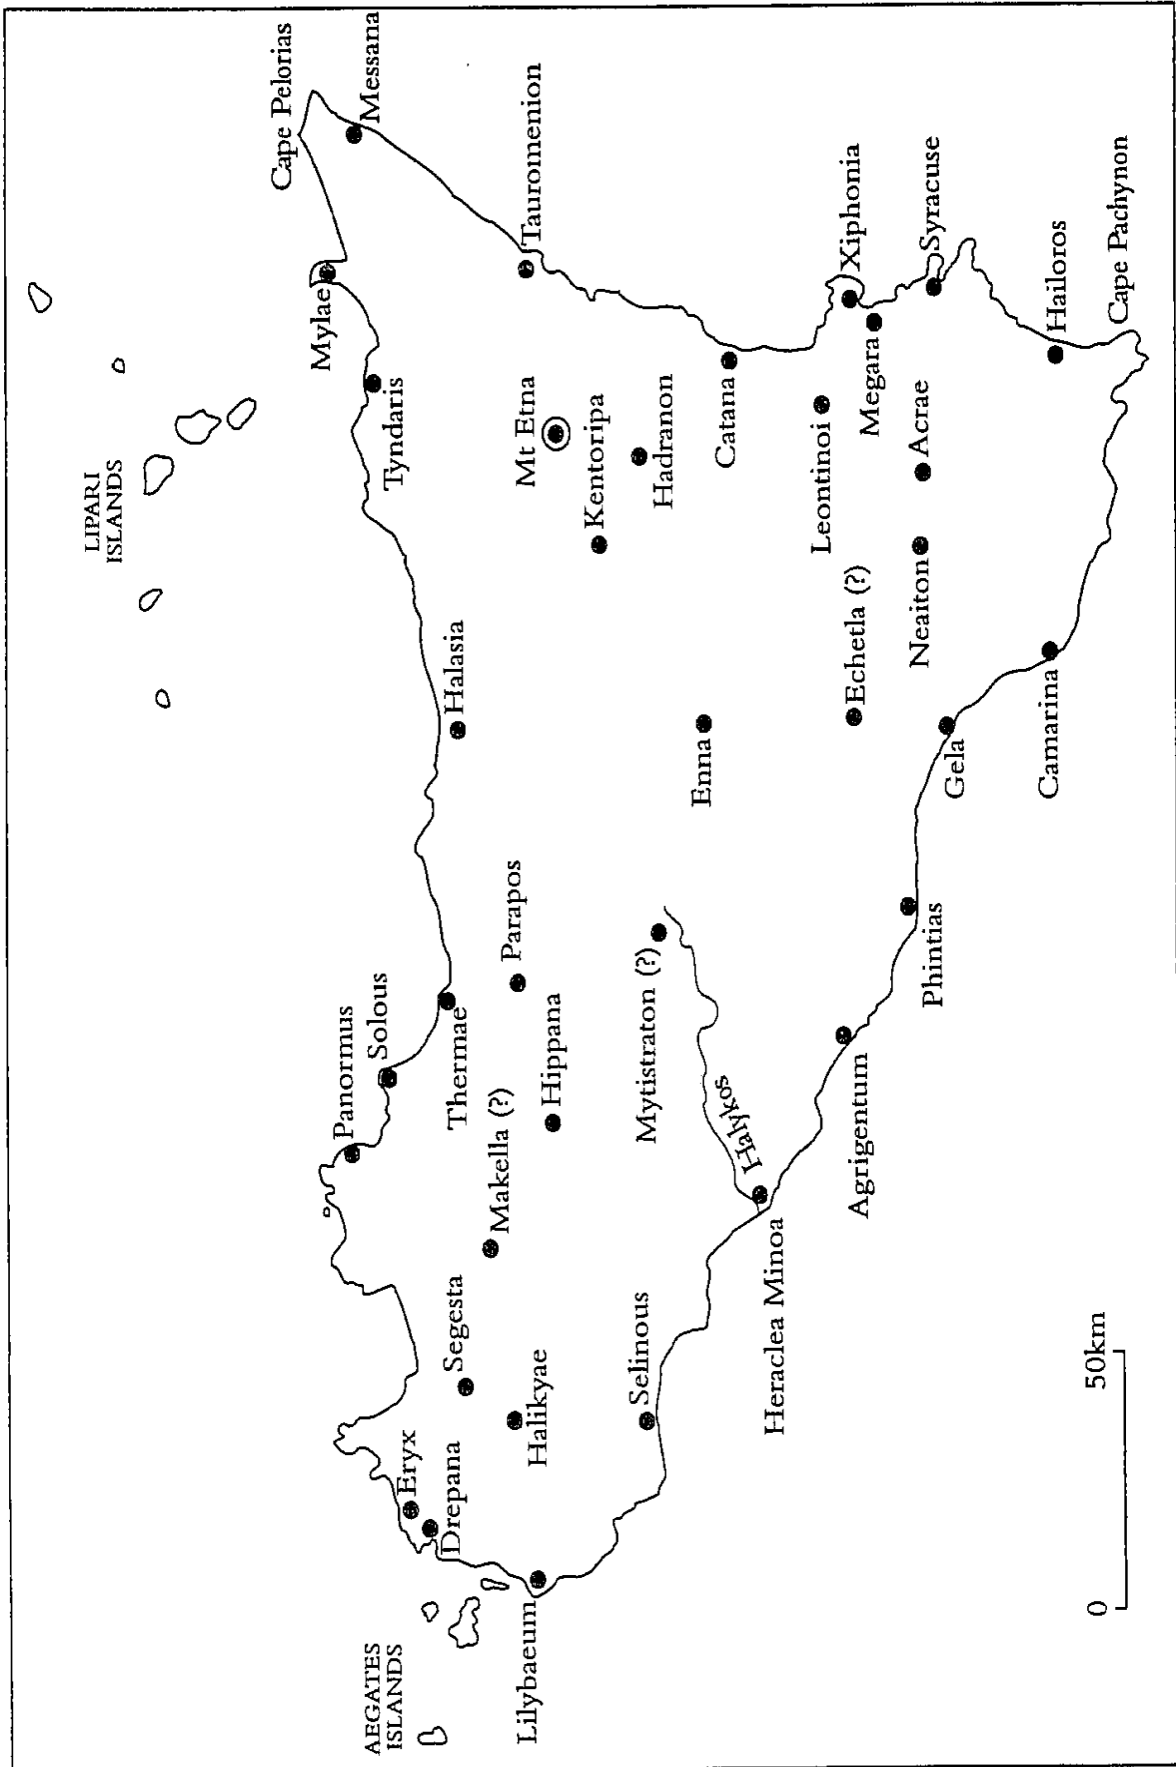 LIPARI
ISLANDS
Cape Pelorias
Messana
Mylae
Tyndaris
Tauromenion
Mt Etna
Kentoripa
Hadranon
Catana
Leontinoi
Xiphonia
Megara
Syracuse
Acrae
Neaiton
Echetla (?)
Hailoros
Cape Pachynon
Camarina
Gela
Enna
Halasia
Phintias
Agrigentum
Mytistraton (?)
Halykos
Heraclea Minoa
Parapos
Hippana
Makella (?)
Thermae
Solous
Panormus
Segesta
Halikyae
Selinous
Eryx
Drepana
Lilybaeum
AEGATES
ISLANDS
0
50km